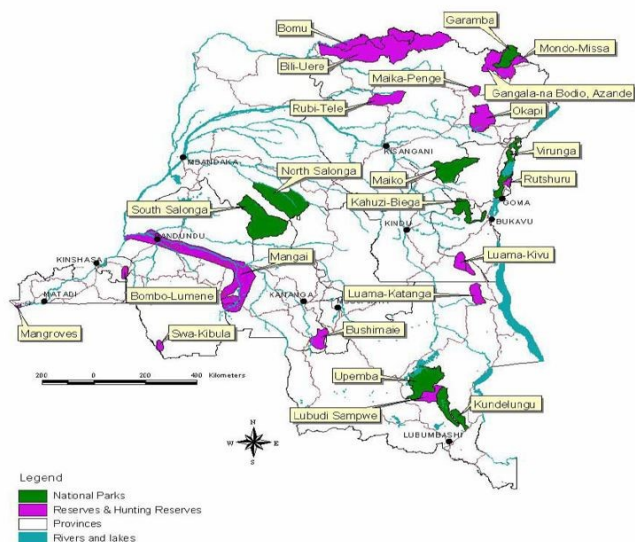 Garamba
Bomu
Mondo-Missa
Bili-Uere
Maika-Penge
Gangala-na Bodio, Azande
Rubi-Tele
Okapi
KISANGANI
Virunga
MBANDAKA
North Salonga
Maiko
Rutshuru
GOMA
South Salonga
Kahuzi-Biega
BUKAVU
KINDU
Mangai
KINSHASA
Luama-Kivu
MATADI
Bombo-Lumene
KANANGA
Luama-Katanga
Mangroves
Swa-Kibula
Bushimaie
200 0 200 400 Kilometers
Upemba
Lubudi Sampwe
Kundelungu
LUBUMBASHI
N
W E
S
Legend
National Parks
Reserves & Hunting Reserves
Provinces
Rivers and lakes